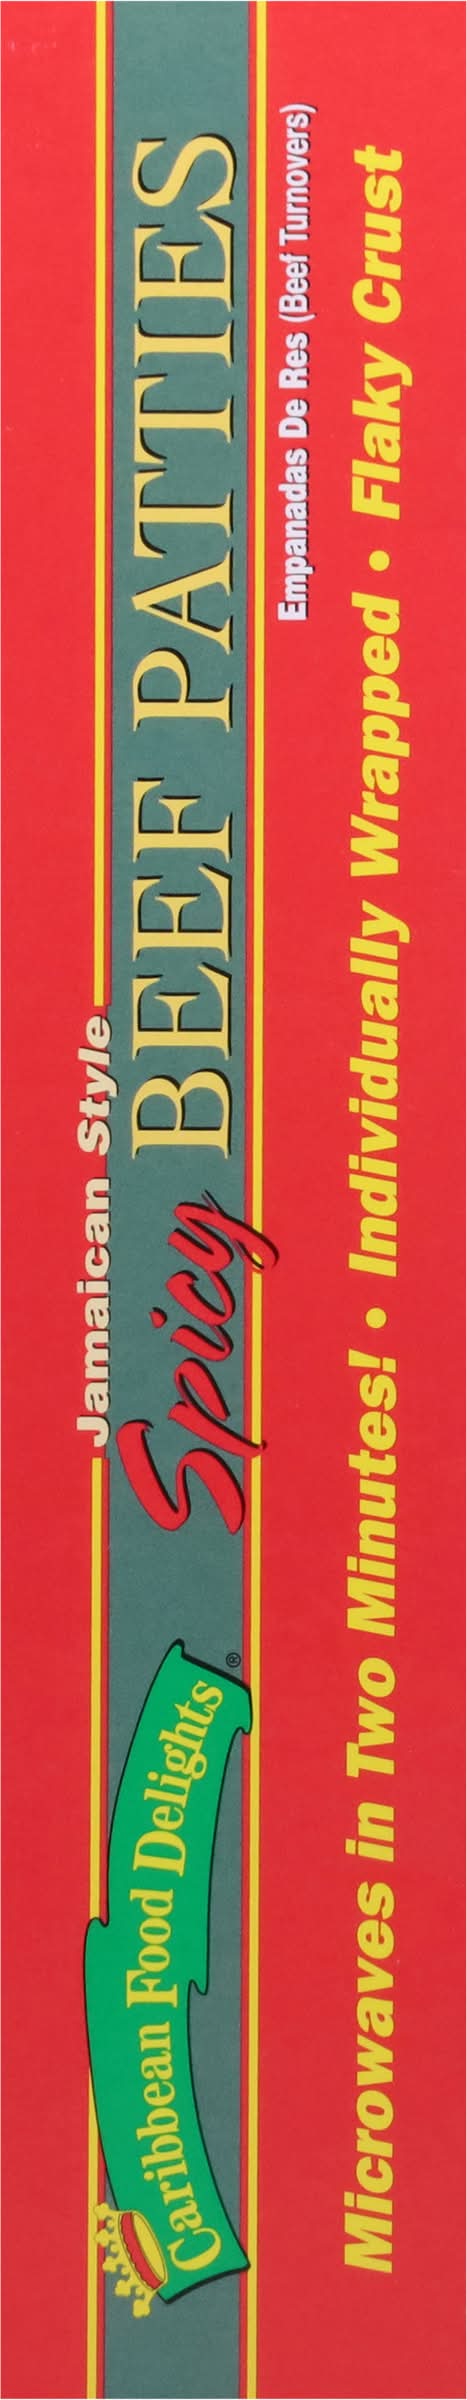 Caribbean Food Delights®
Jamaican Style
Spicy BEEF PATTIES
Empanadas De Res (Beef Turnovers)
Microwaves in Two Minutes! • Individually Wrapped • Flaky Crust